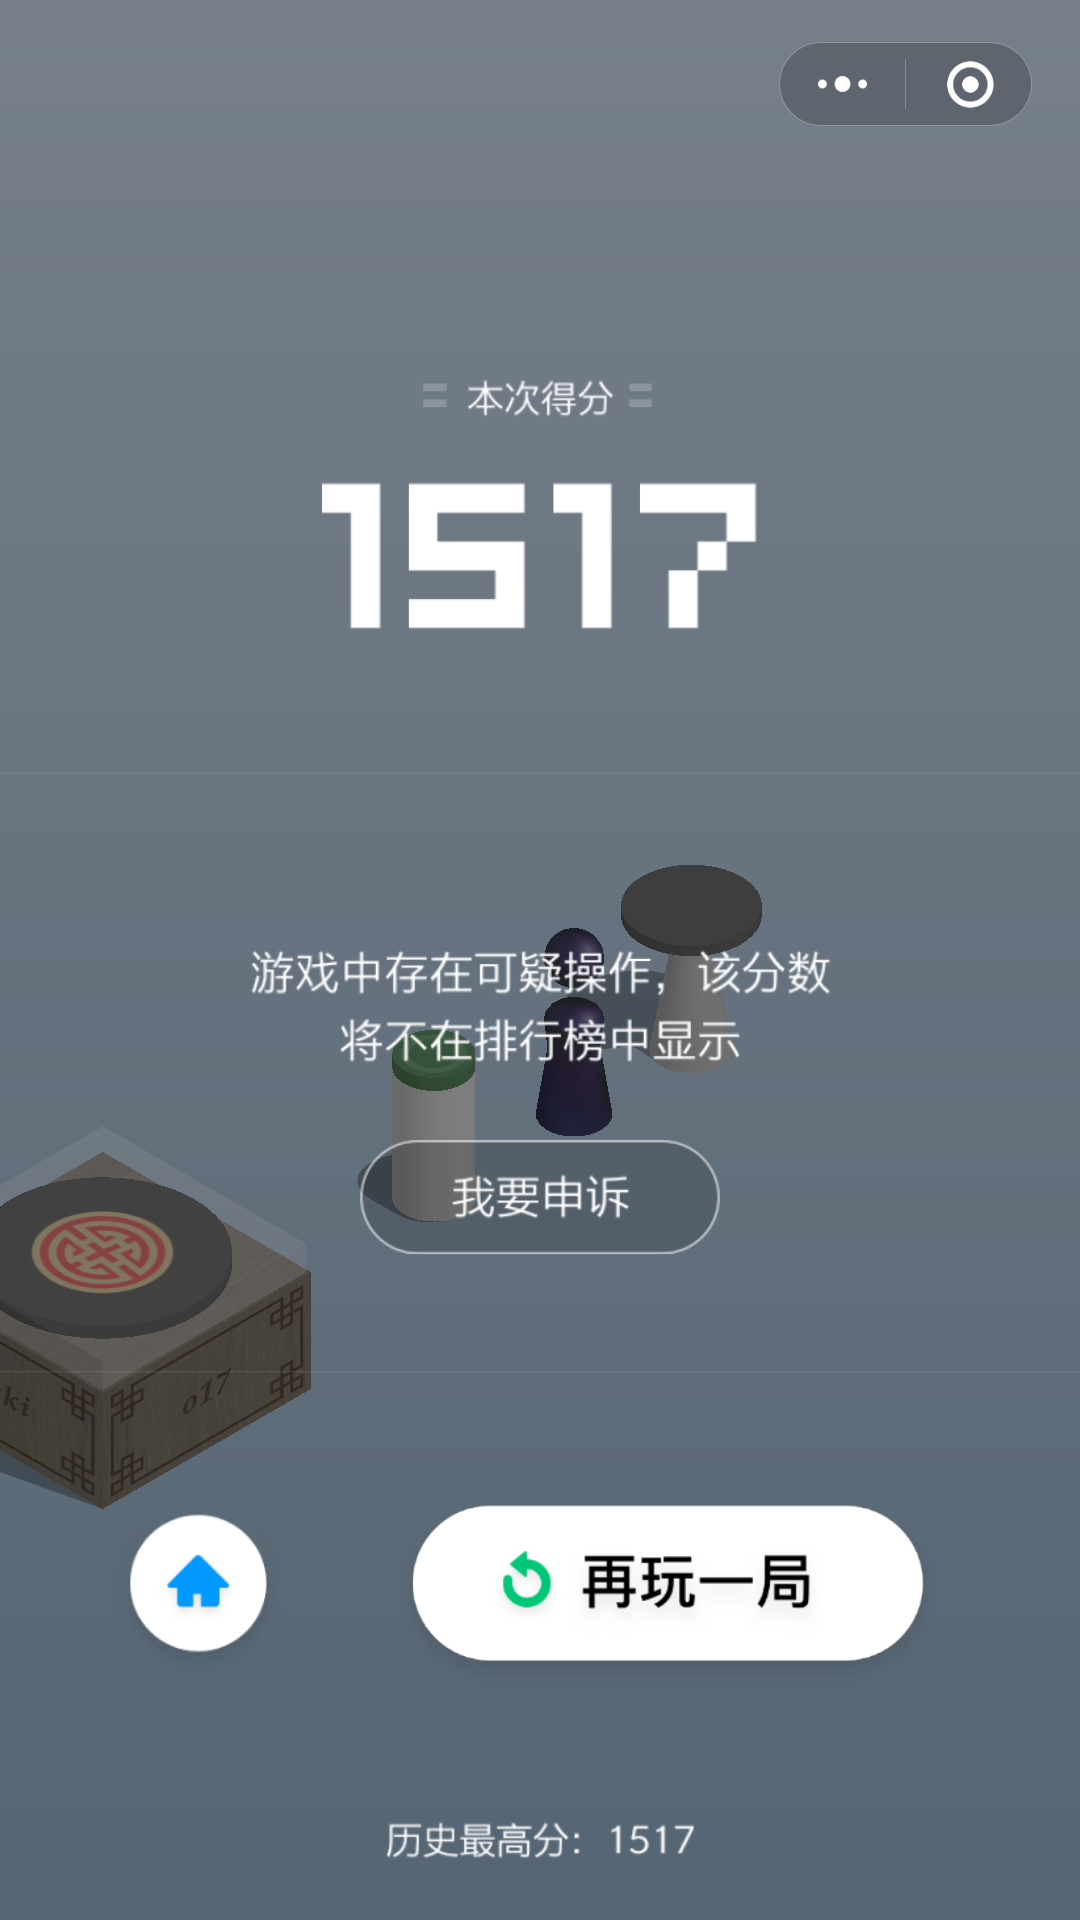 本次得分
1517
游戏中存在可疑操作，该分数
将不在排行榜中显示
我要申诉
ki
o17
再玩一局
历史最高分：1517